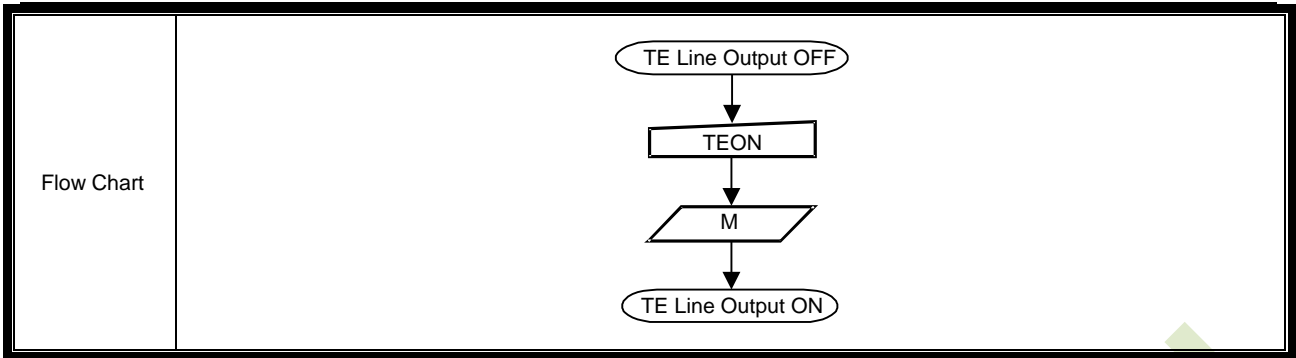 Flow Chart
TE Line Output OFF
TEON
M
TE Line Output ON